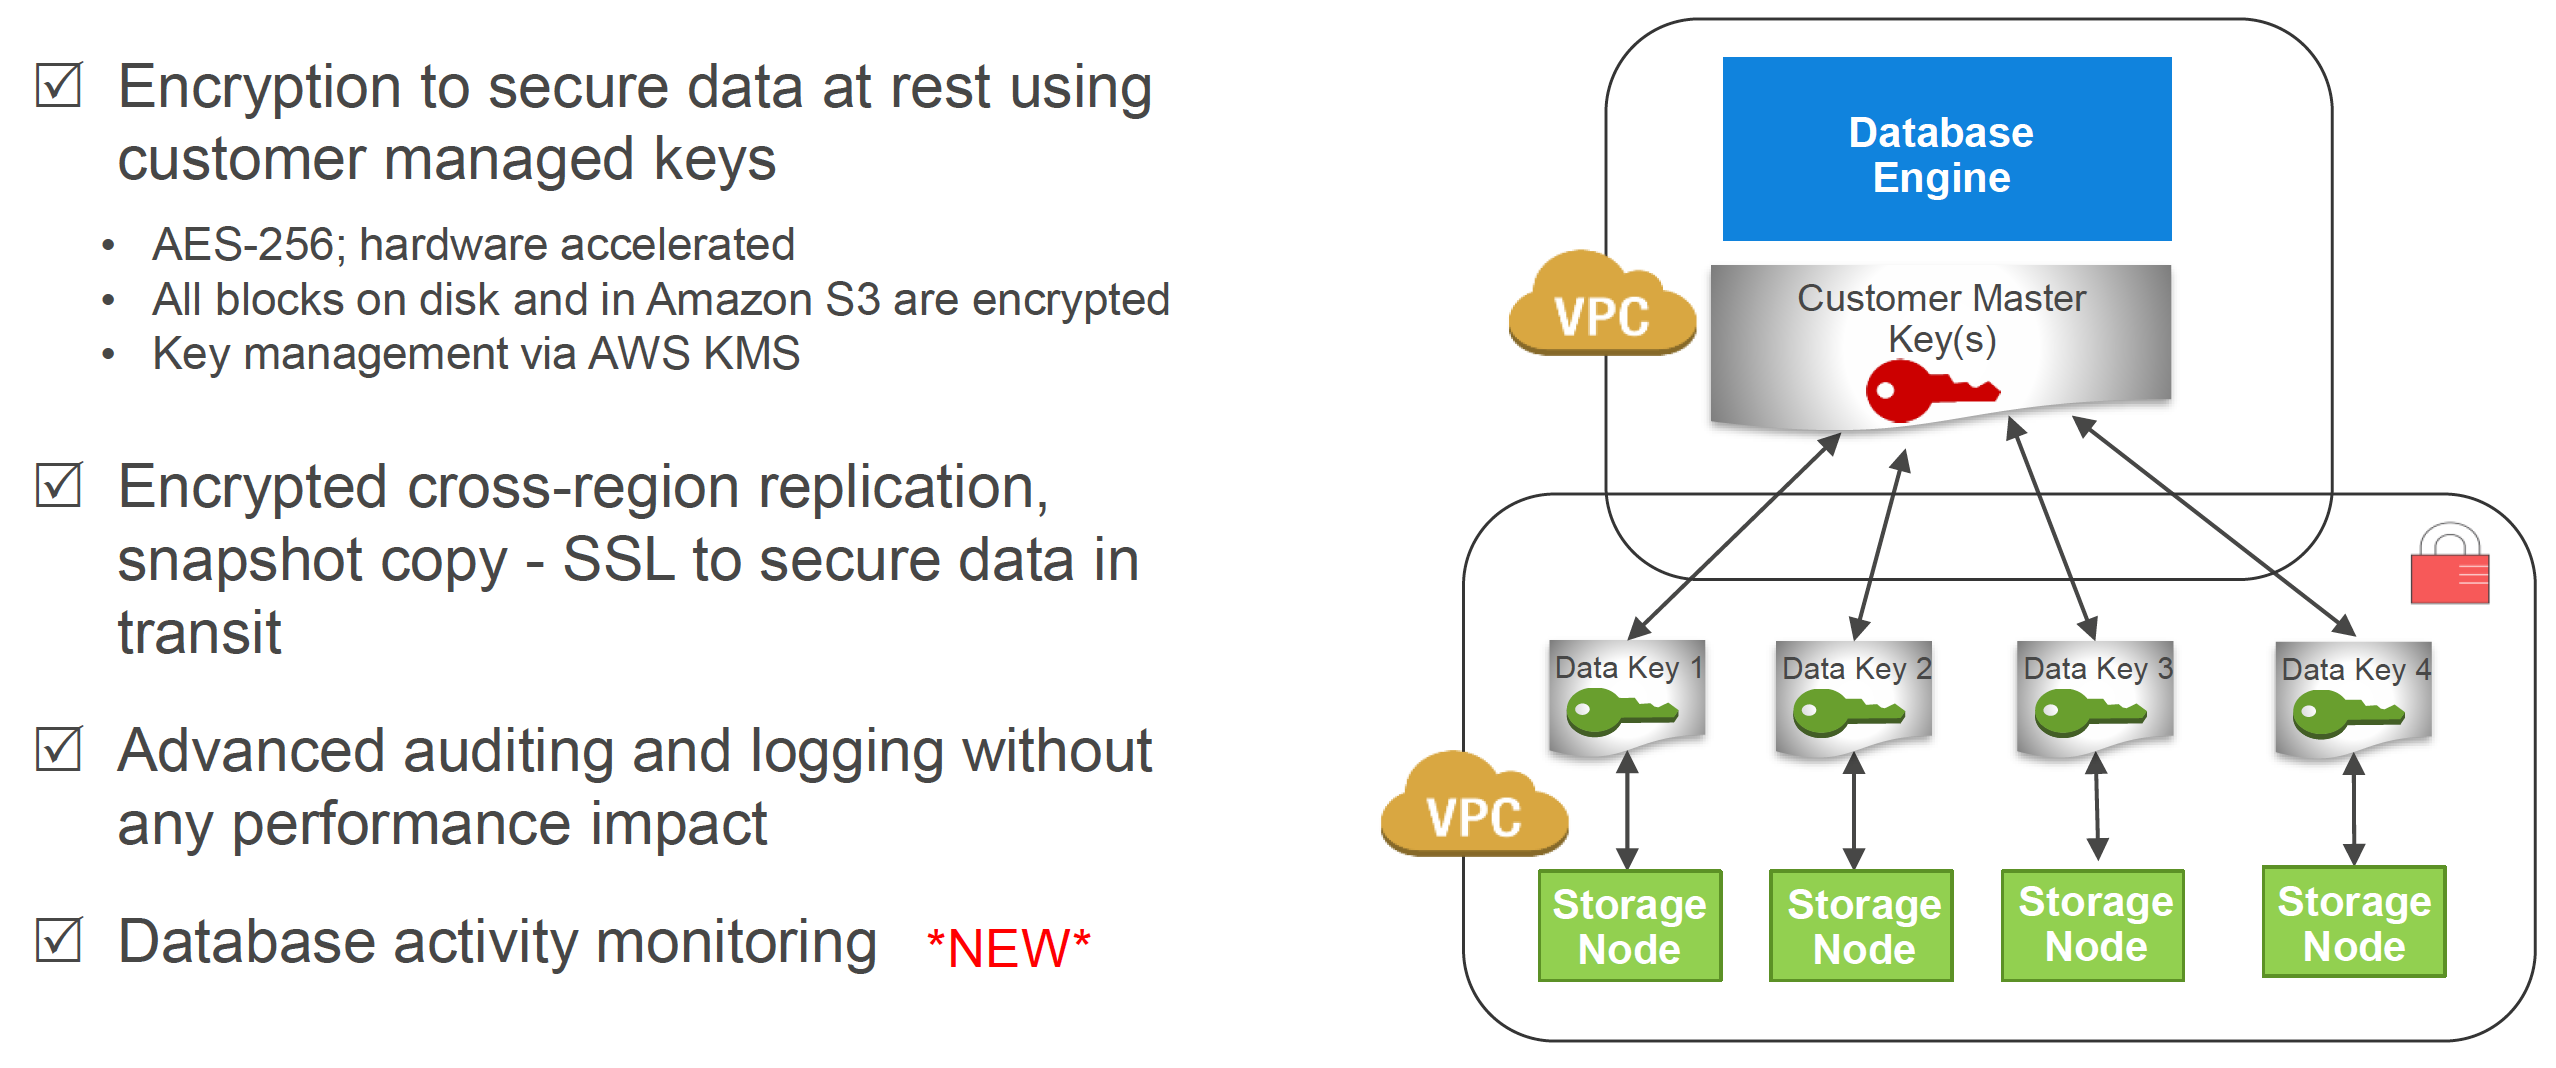 Encryption to secure data at rest using
customer managed keys
• AES-256; hardware accelerated
• All blocks on disk and in Amazon S3 are encrypted
• Key management via AWS KMS
Encrypted cross-region replication,
snapshot copy - SSL to secure data in
transit
Advanced auditing and logging without
any performance impact
Database activity monitoring *NEW*
Database
Engine
VPC
Customer Master
Key(s)
Data Key 1
Data Key 2
Data Key 3
Data Key 4
VPC
Storage
Node
Storage
Node
Storage
Node
Storage
Node